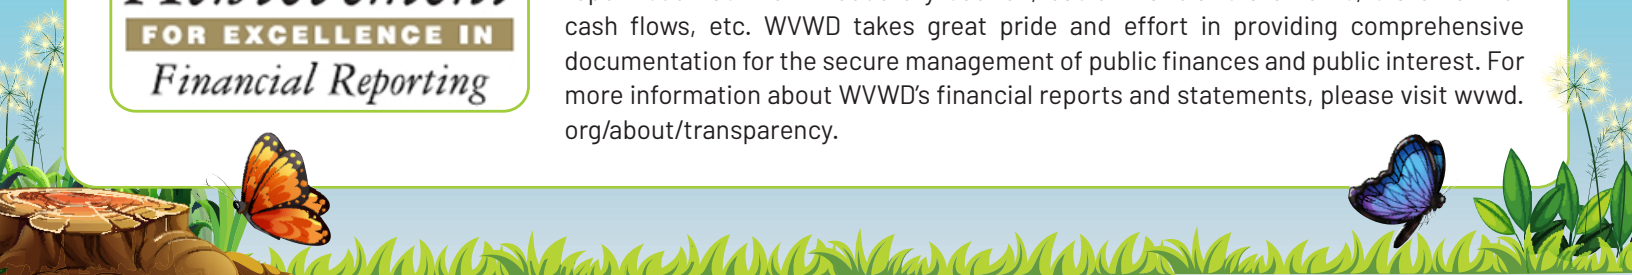 Achievement
FOR EXCELLENCE IN
Financial Reporting
cash flows, etc. WVWD takes great pride and effort in providing comprehensive
documentation for the secure management of public finances and public interest. For
more information about WVWD's financial reports and statements, please visit wvwd.
org/about/transparency.